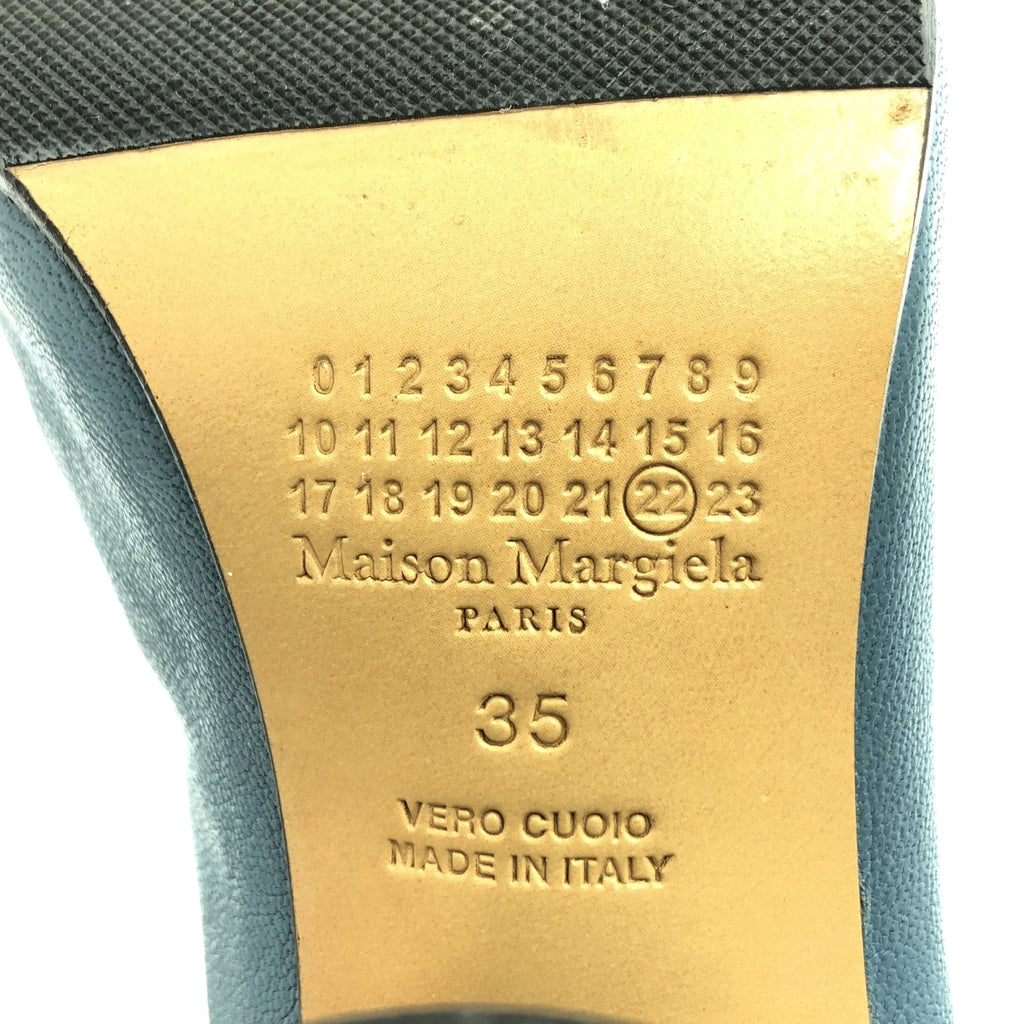 0 1 2 3 4 5 6 7 8 9
10 11 12 13 14 15 16
17 18 19 20 21 22 23
Maison Margiela
PARIS
35
VERO CUOIO
MADE IN ITALY